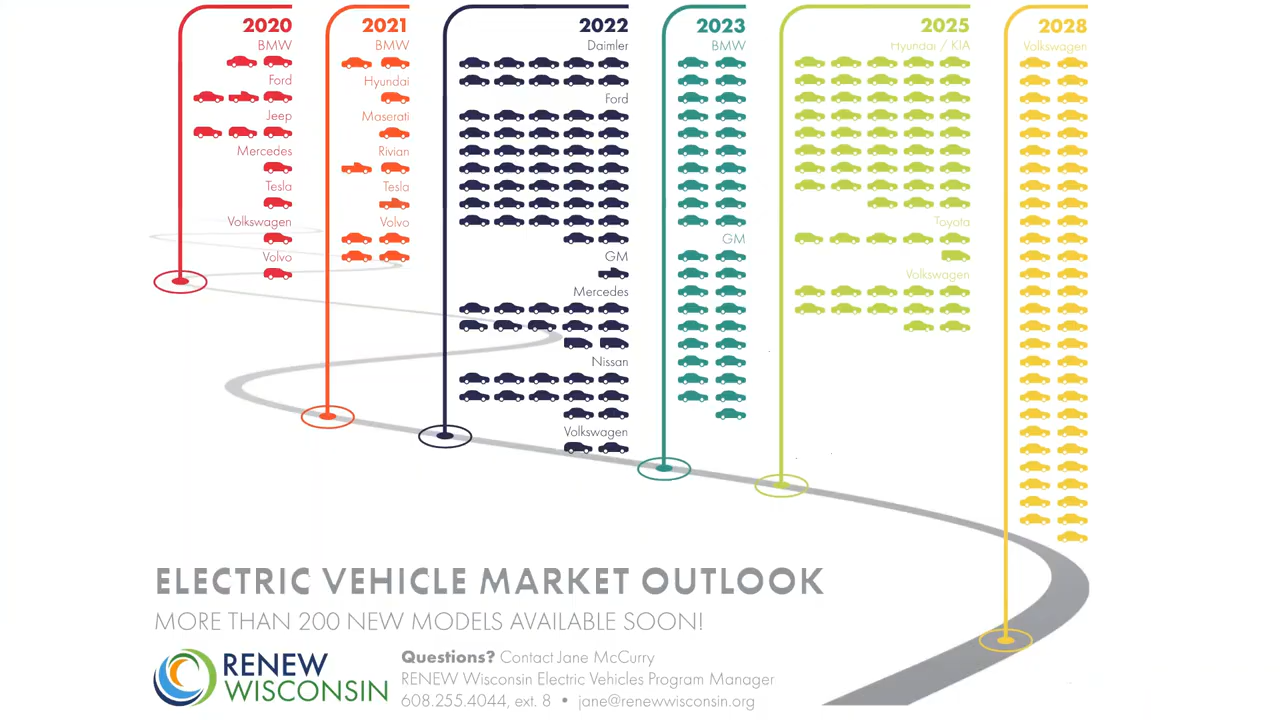 2020
BMW
Ford
Jeep
Mercedes
Tesla
Volkswagen
Volvo
2021
BMW
Hyundai
Maserati
Rivian
Tesla
Volvo
2022
Daimler
Ford
GM
Mercedes
Nissan
Volkswagen
2023
BMW
GM
2025
Hyundai / KIA
Toyota
Volkswagen
2028
Volkswagen
ELECTRIC VEHICLE MARKET OUTLOOK
MORE THAN 200 NEW MODELS AVAILABLE SOON!
RENEW
WISCONSIN
Questions? Contact Jane McCurry
RENEW Wisconsin Electric Vehicles Program Manager
608.255.4044, ext. 8 • jane@renewwisconsin.org